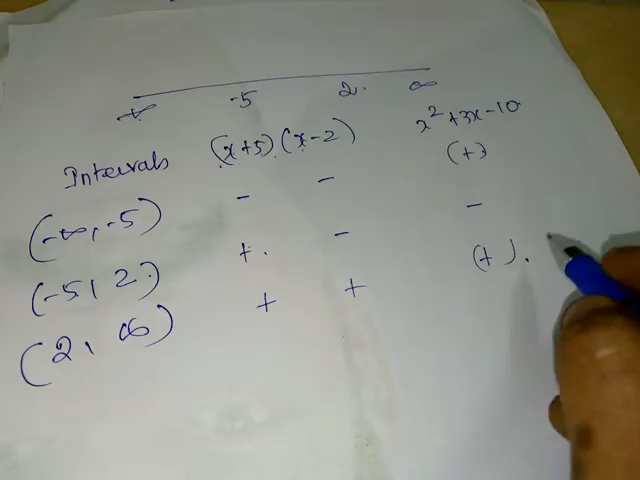 -∞ -5 2. ∞
Intervals (x+5) (x-2) x²+3x-10
(-∞, -5) - - (+)
(-5, 2) + . - -
(2, ∞) + + (+) .